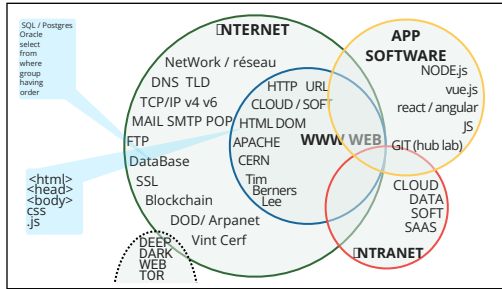 SQL / Postgres
Oracle
select
from
where
group
having
order
<html>
<head>
<body>
css
.js
NTERNET
NetWork / réseau
DNS TLD
TCP/IP v4 v6
MAIL SMTP POP
FTP
DataBase
SSL
Blockchain
DOD/ Arpanet
Vint Cerf
DEEP
DARK
WEB
TOR
HTTP URL
CLOUD / SOFT
HTML DOM
APACHE
CERN
Tim
Berners
Lee
WWW WEB
APP
SOFTWARE
NODE.js
vue.js
react / angular
JS
GIT (hub lab)
CLOUD
DATA
SOFT
SAAS
NTRANET